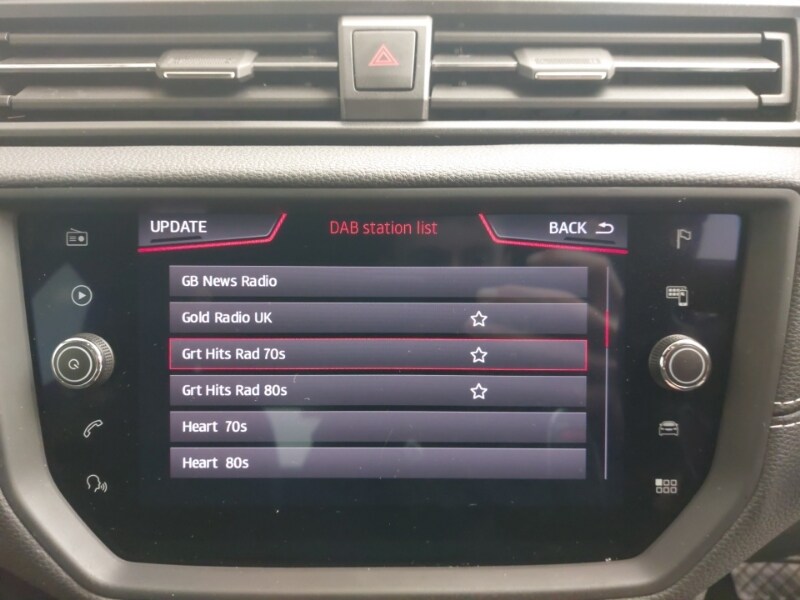 UPDATE
DAB station list
BACK
GB News Radio
Gold Radio UK
Grt Hits Rad 70s
Grt Hits Rad 80s
Heart 70s
Heart 80s